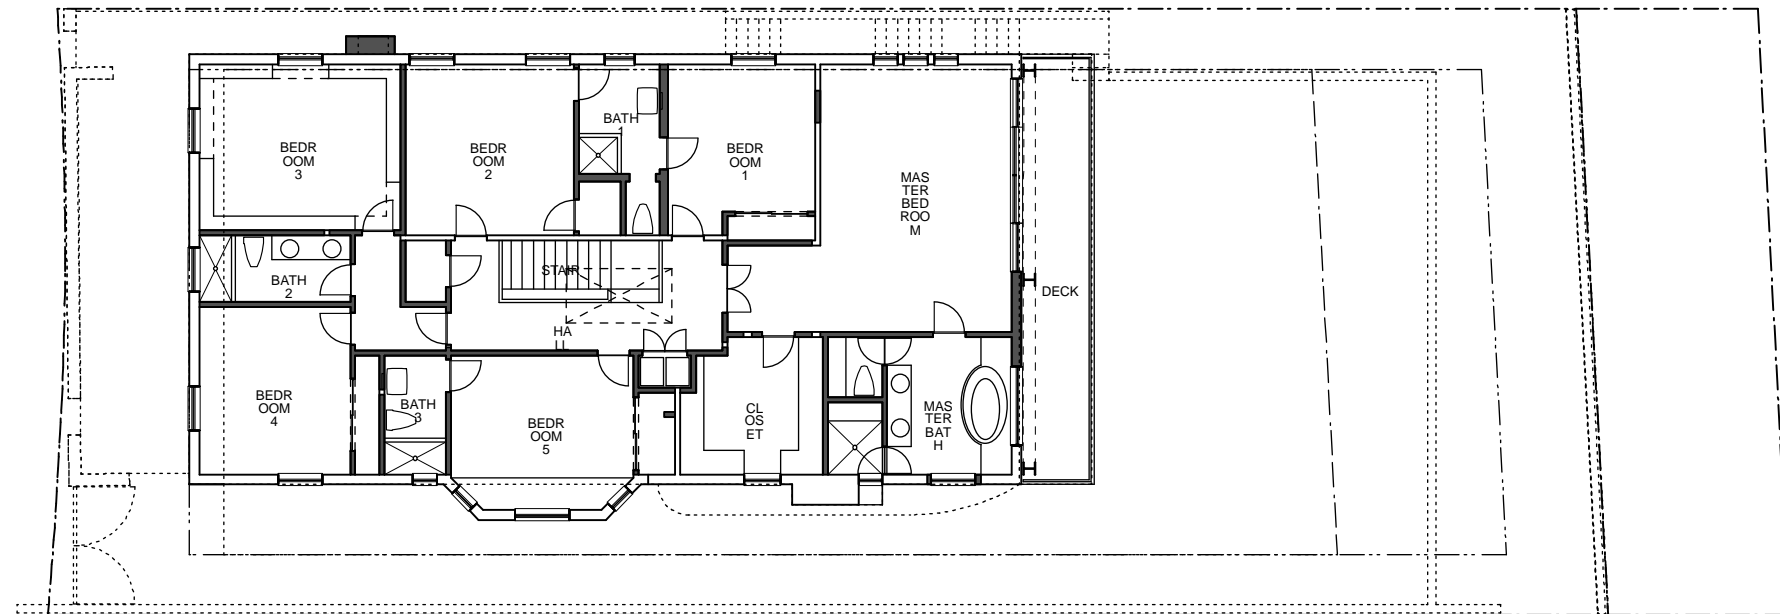 BEDR
OOM
3
BEDR
OOM
2
BATH
1
BEDR
OOM
1
MAS
TER
BED
ROO
M
BATH
2
STAIR
DECK
HA
LL
BEDR
OOM
4
BATH
3
BEDR
OOM
5
CL
OS
ET
MAS
TER
BAT
H